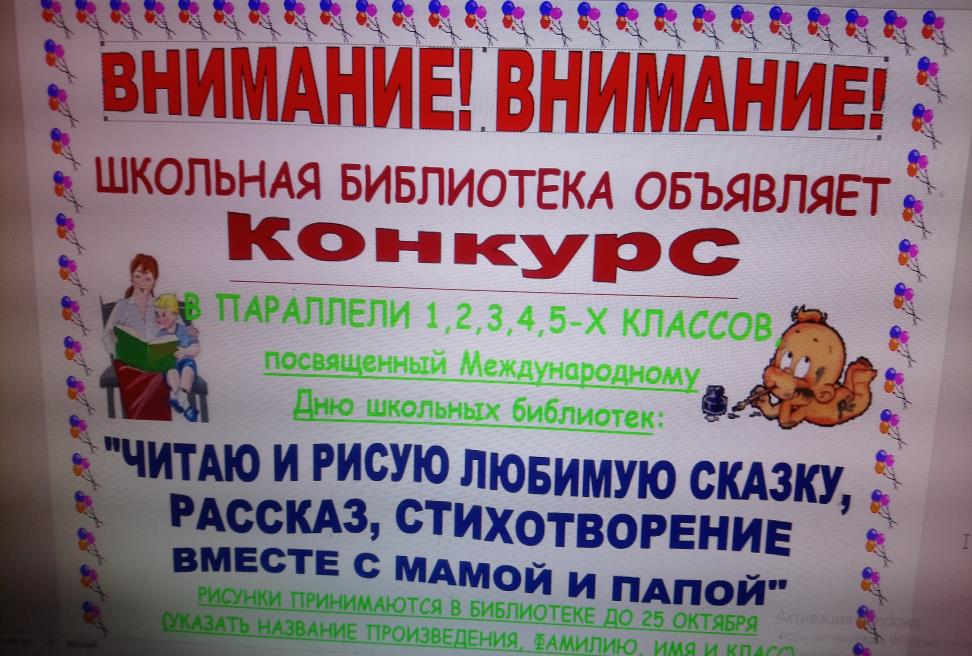 ВНИМАНИЕ! ВНИМАНИЕ!
ШКОЛЬНАЯ БИБЛИОТЕКА ОБЪЯВЛЯЕТ
Конкурс
В ПАРАЛЛЕЛИ 1,2,3,4,5-Х КЛАССОВ,
посвященный Международному
Дню школьных библиотек:
"ЧИТАЮ И РИСУЮ ЛЮБИМУЮ СКАЗКУ,
РАССКАЗ, СТИХОТВОРЕНИЕ
ВМЕСТЕ С МАМОЙ И ПАПОЙ"
РИСУНКИ ПРИНИМАЮТСЯ В БИБЛИОТЕКЕ ДО 25 ОКТЯБРЯ
(УКАЗАТЬ НАЗВАНИЕ ПРОИЗВЕДЕНИЯ, ФАМИЛИЮ, ИМЯ И КЛАСС)
Активация Windows